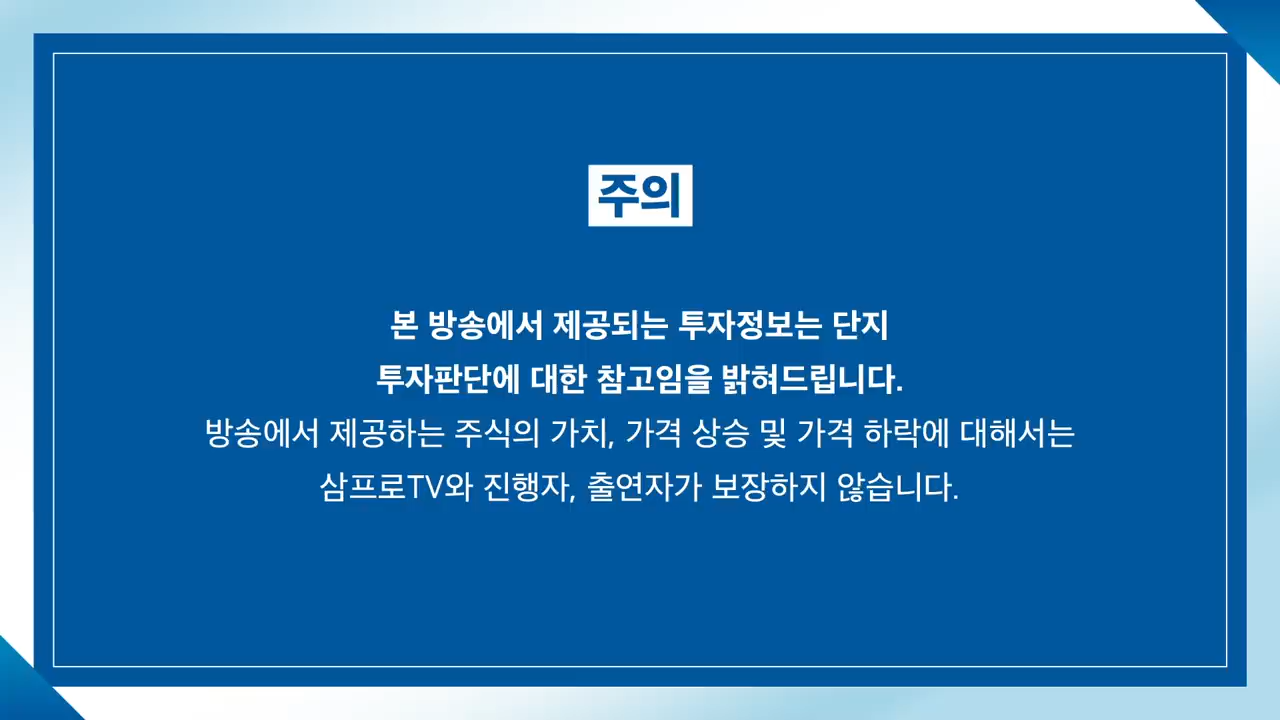 주의
본 방송에서 제공되는 투자정보는 단지
투자판단에 대한 참고임을 밝혀드립니다.
방송에서 제공하는 주식의 가치, 가격 상승 및 가격 하락에 대해서는
삼프로TV와 진행자, 출연자가 보장하지 않습니다.